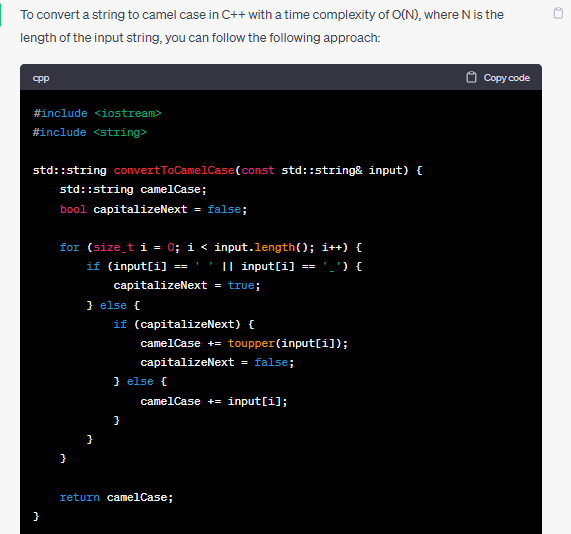 To convert a string to camel case in C++ with a time complexity of O(N), where N is the
length of the input string, you can follow the following approach:
cpp
Copy code
#include <iostream>
#include <string>
std::string convertToCamelCase(const std::string& input) {
    std::string camelCase;
    bool capitalizeNext = false;
    for (size_t i = 0; i < input.length(); i++) {
        if (input[i] == ' ' || input[i] == '_') {
            capitalizeNext = true;
        } else {
            if (capitalizeNext) {
                camelCase += toupper(input[i]);
                capitalizeNext = false;
            } else {
                camelCase += input[i];
            }
        }
    }
    return camelCase;
}